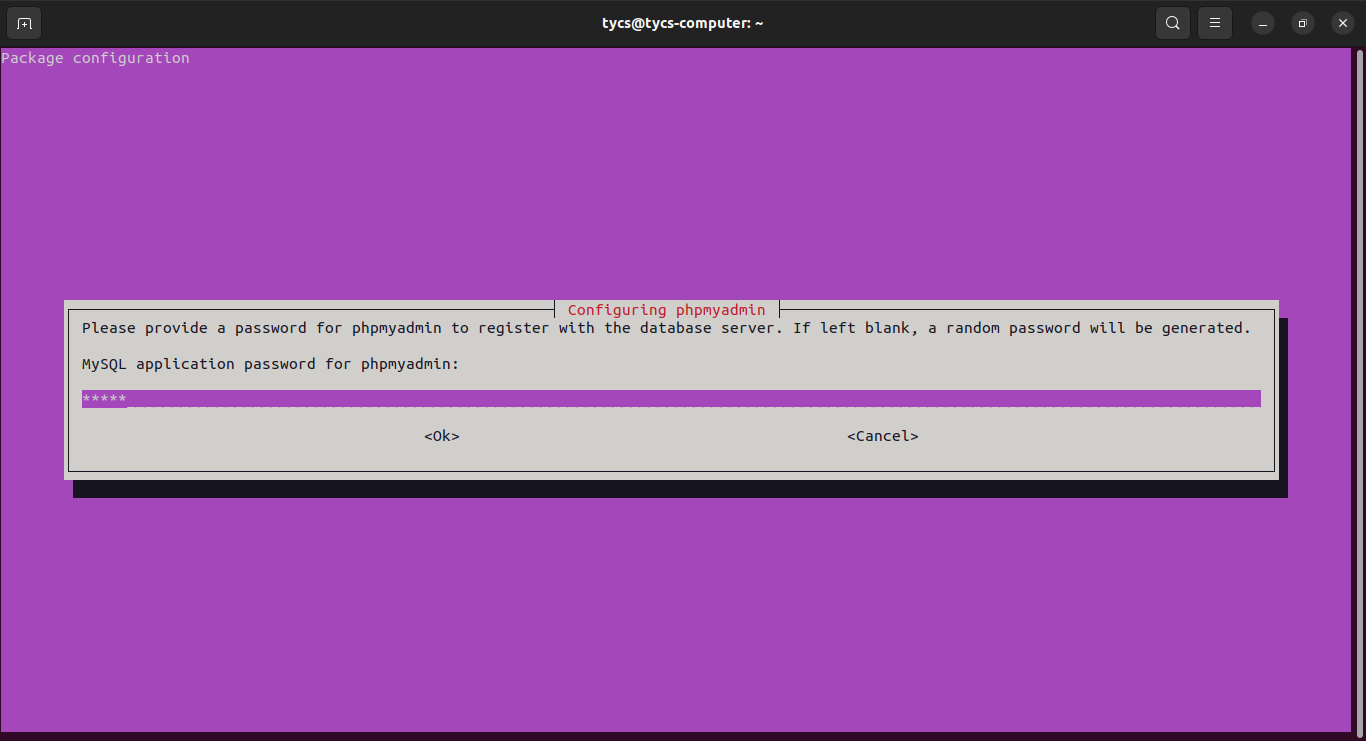 tycs@tycs-computer: ~
Package configuration
Configuring phpmyadmin
Please provide a password for phpmyadmin to register with the database server. If left blank, a random password will be generated.
MySQL application password for phpmyadmin:
*****
<Ok> <Cancel>